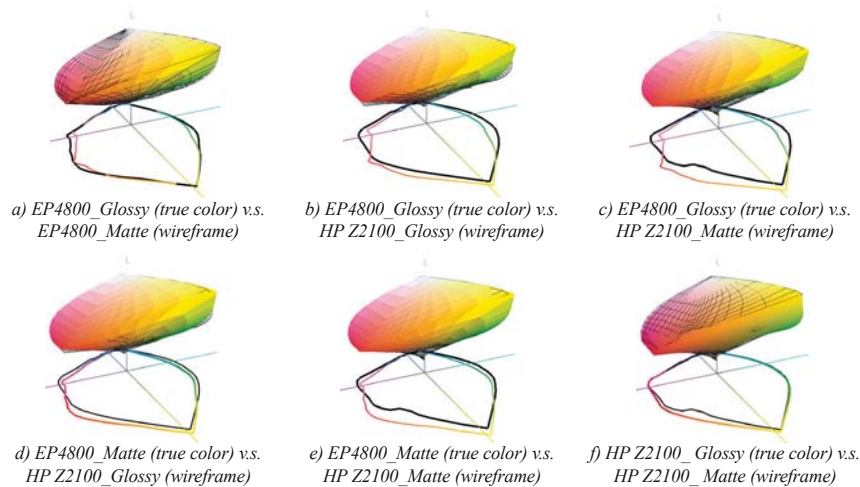 L
L
L
a) EP4800_Glossy (true color) v.s.
EP4800_Matte (wireframe)
b) EP4800_Glossy (true color) v.s.
HP Z2100_Glossy (wireframe)
c) EP4800_Glossy (true color) v.s.
HP Z2100_Matte (wireframe)
L
L
L
d) EP4800_Matte (true color) v.s.
HP Z2100_Glossy (wireframe)
e) EP4800_Matte (true color) v.s.
HP Z2100_Matte (wireframe)
f) HP Z2100_ Glossy (true color) v.s.
HP Z2100_ Matte (wireframe)